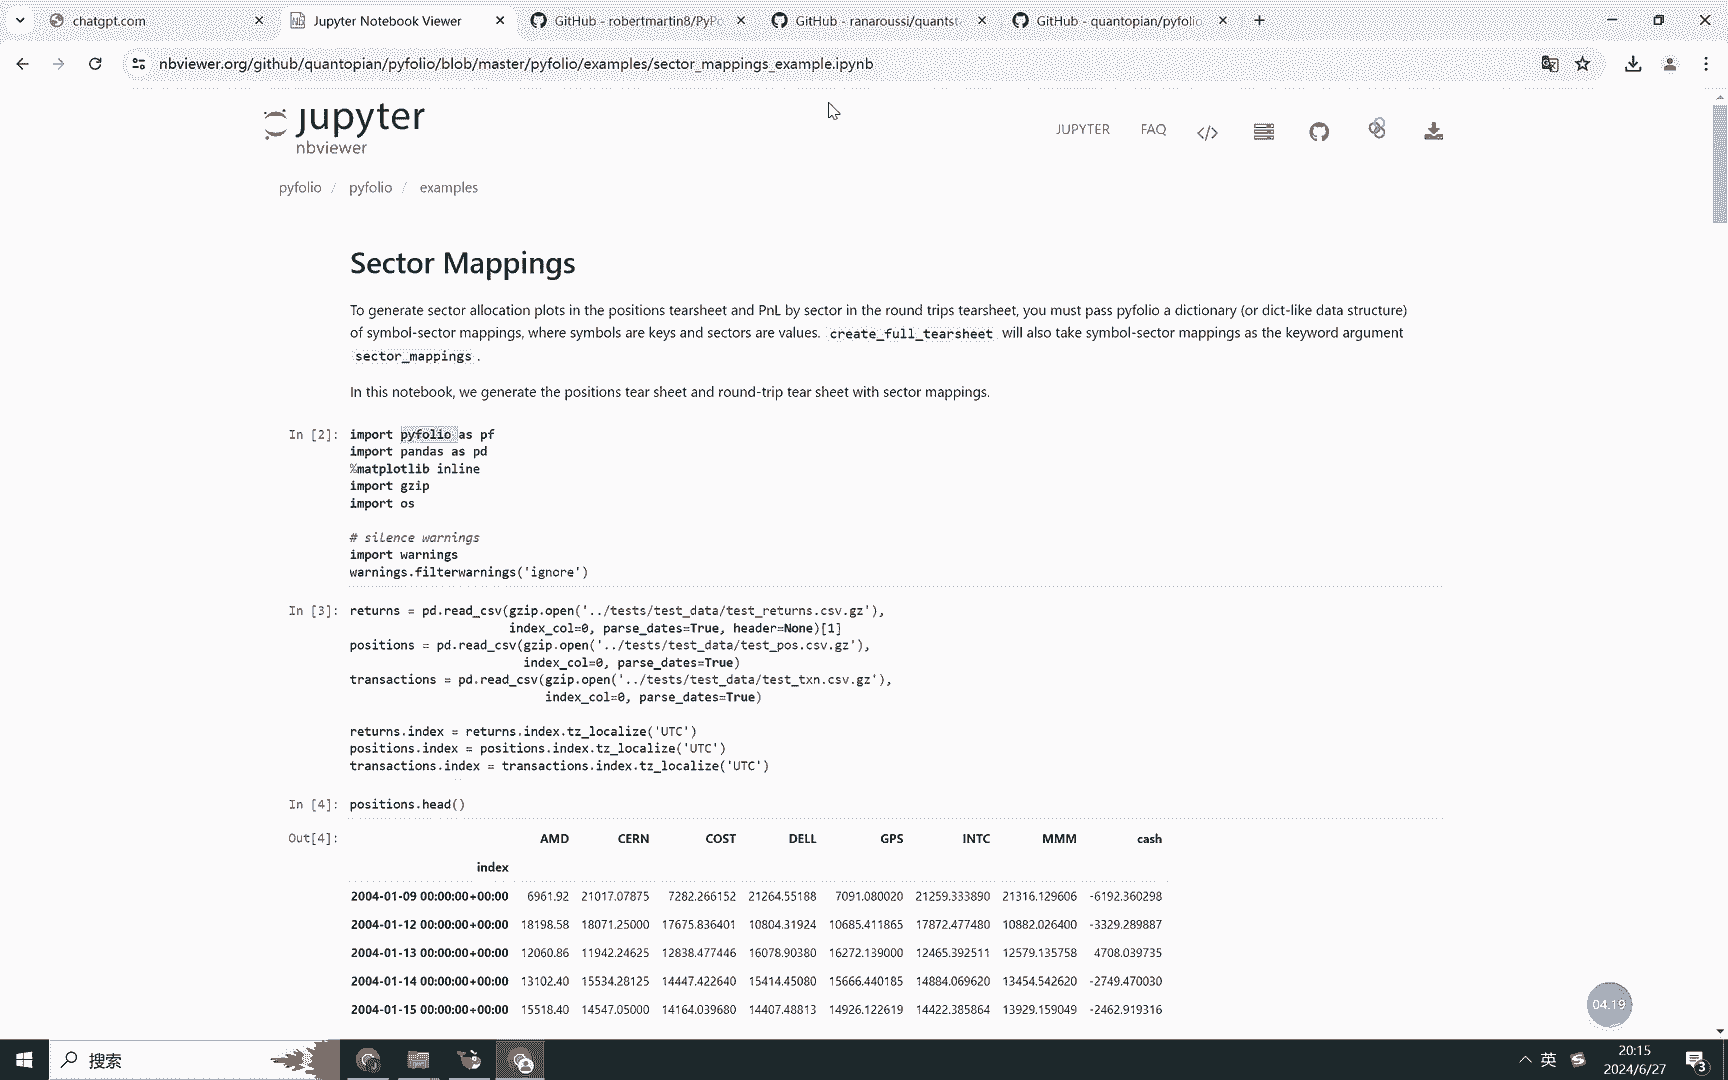 chatgpt.com
Jupyter Notebook Viewer
GitHub - robertmartin8/PyPo
GitHub - ranaroussi/quantst
GitHub - quantopian/pyfolio
nbviewer.org/github/quantopian/pyfolio/blob/master/pyfolio/examples/sector_mappings_example.ipynb
jupyter
nbviewer
JUPYTER FAQ </>
pyfolio / pyfolio / examples
Sector Mappings
To generate sector allocation plots in the positions tearsheet and PnL by sector in the round trips tearsheet, you must pass pyfolio a dictionary (or dict-like data structure)
of symbol-sector mappings, where symbols are keys and sectors are values. create_full_tearsheet will also take symbol-sector mappings as the keyword argument
sector_mappings .
In this notebook, we generate the positions tear sheet and round-trip tear sheet with sector mappings.
In [2]: import pyfolio as pf
import pandas as pd
%matplotlib inline
import gzip
import os
# silence warnings
import warnings
warnings.filterwarnings('ignore')
In [3]: returns = pd.read_csv(gzip.open('../tests/test_data/test_returns.csv.gz'),
index_col=0, parse_dates=True, header=None)[1]
positions = pd.read_csv(gzip.open('../tests/test_data/test_pos.csv.gz'),
index_col=0, parse_dates=True)
transactions = pd.read_csv(gzip.open('../tests/test_data/test_txn.csv.gz'),
index_col=0, parse_dates=True)
returns.index = returns.index.tz_localize('UTC')
positions.index = positions.index.tz_localize('UTC')
transactions.index = transactions.index.tz_localize('UTC')
In [4]: positions.head()
Out[4]: AMD CERN COST DELL GPS INTC MMM cash
index
2004-01-09 00:00:00+00:00 6961.92 21017.07875 7282.266152 21264.55188 7091.080020 21259.333890 21316.129606 -6192.360298
2004-01-12 00:00:00+00:00 18198.58 18071.25000 17675.836401 10804.31924 10685.411865 17872.477480 10882.026400 -3329.289887
2004-01-13 00:00:00+00:00 12060.86 11942.24625 12838.477446 16078.90380 16272.139000 12465.392511 12579.135758 4708.039735
2004-01-14 00:00:00+00:00 13102.40 15534.28125 14447.422640 15414.45080 15666.440185 14884.069620 13454.542620 -2749.470030
2004-01-15 00:00:00+00:00 15518.40 14547.05000 14164.039680 14407.48813 14926.122619 14422.385864 13929.159049 -2462.919316
04:19
搜索
英
20:15
2024/6/27
3